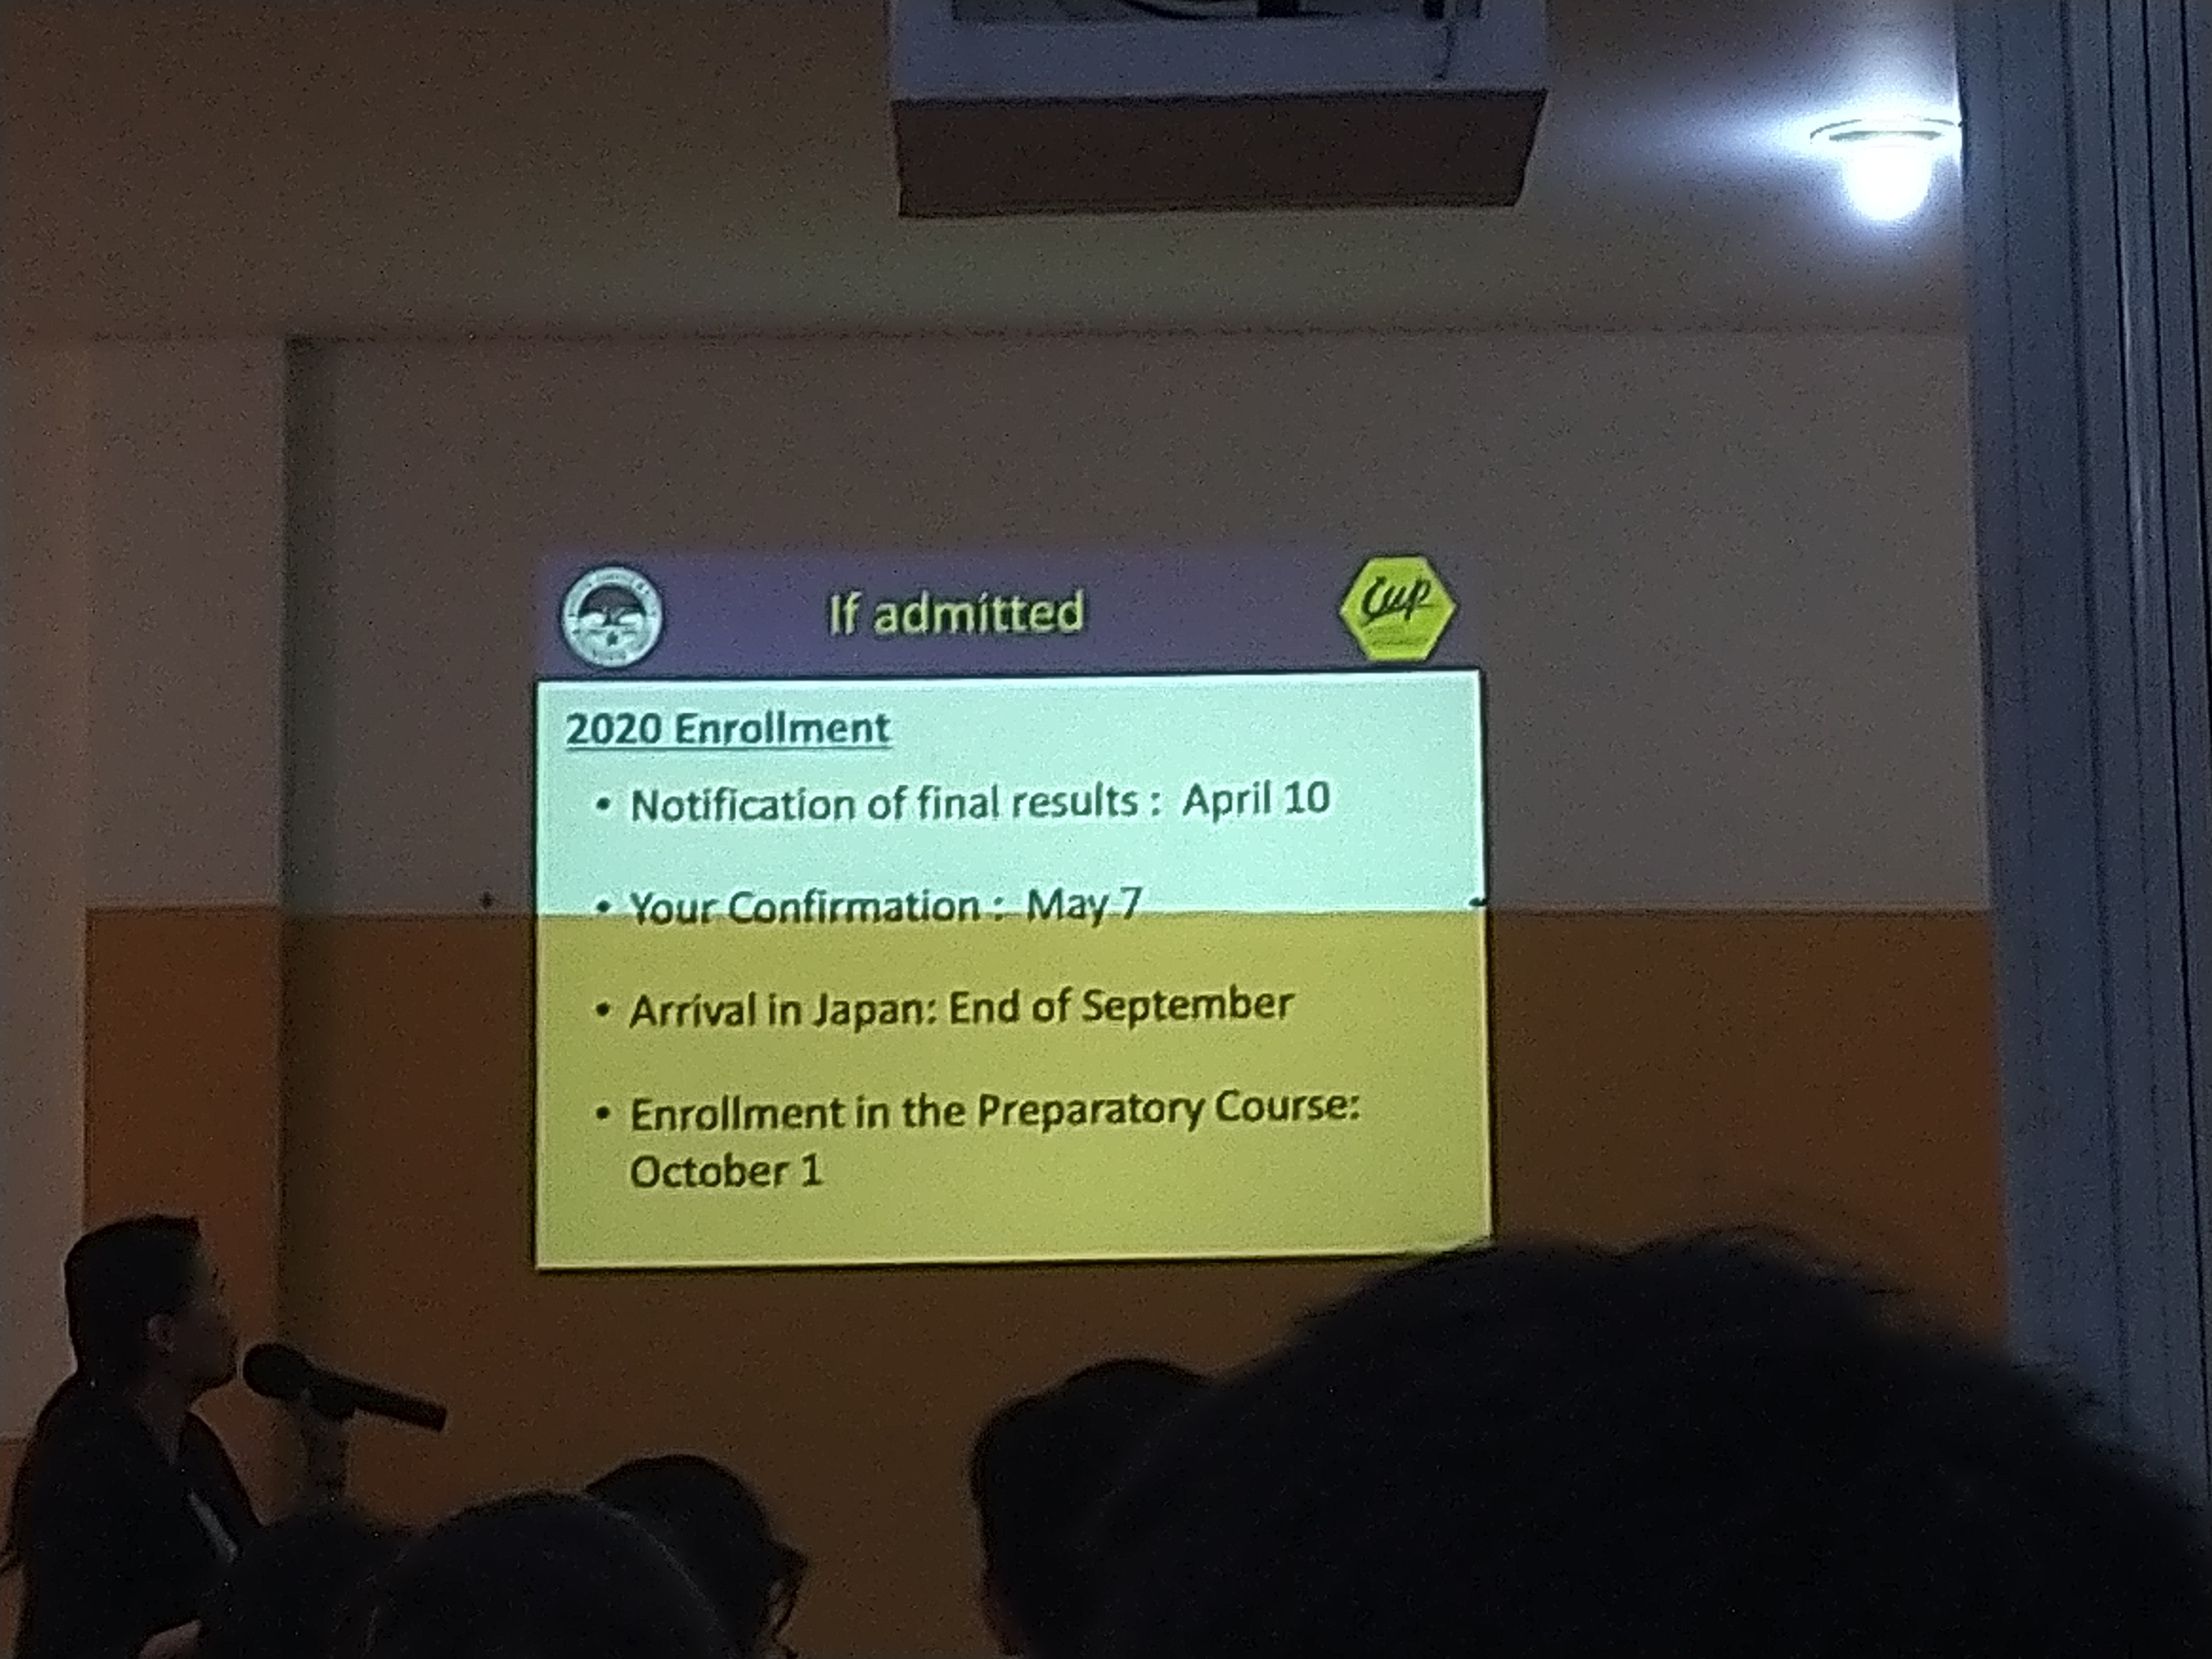 If admitted
Cup
2020 Enrollment
• Notification of final results : April 10
• Your Confirmation : May 7
• Arrival in Japan: End of September
• Enrollment in the Preparatory Course:
October 1